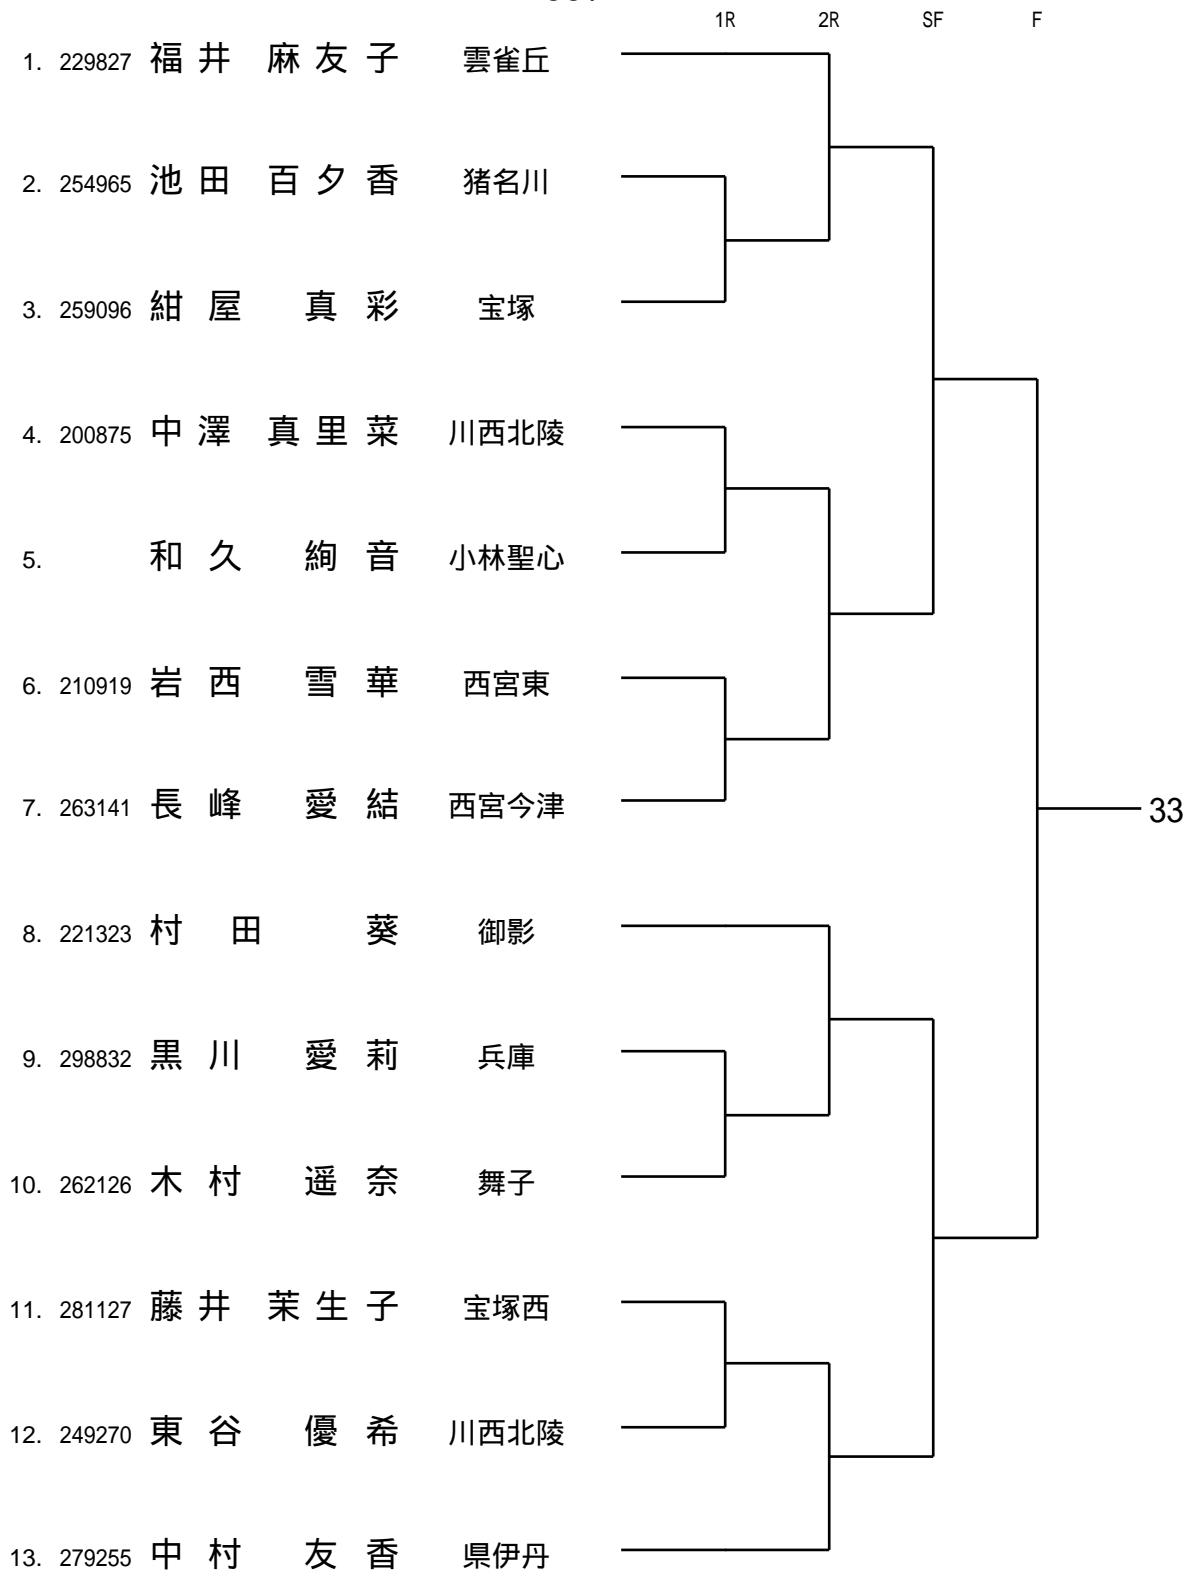 1R 2R SF F
1. 229827 福井 麻友子 雲雀丘
2. 254965 池田 百夕香 猪名川
3. 259096 紺屋 真彩 宝塚
4. 200875 中澤 真里菜 川西北陵
5. 和久 絢音 小林聖心
6. 210919 岩西 雪華 西宮東
7. 263141 長峰 愛結 西宮今津
33
8. 221323 村田 葵 御影
9. 298832 黒川 愛莉 兵庫
10. 262126 木村 遥奈 舞子
11. 281127 藤井 茉生子 宝塚西
12. 249270 東谷 優希 川西北陵
13. 279255 中村 友香 県伊丹